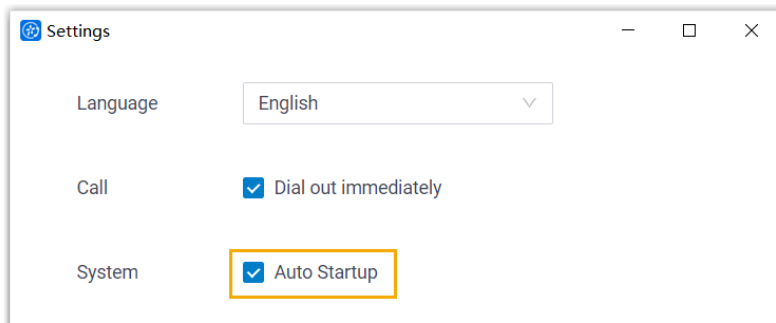 Settings
Language English
Call Dial out immediately
System Auto Startup